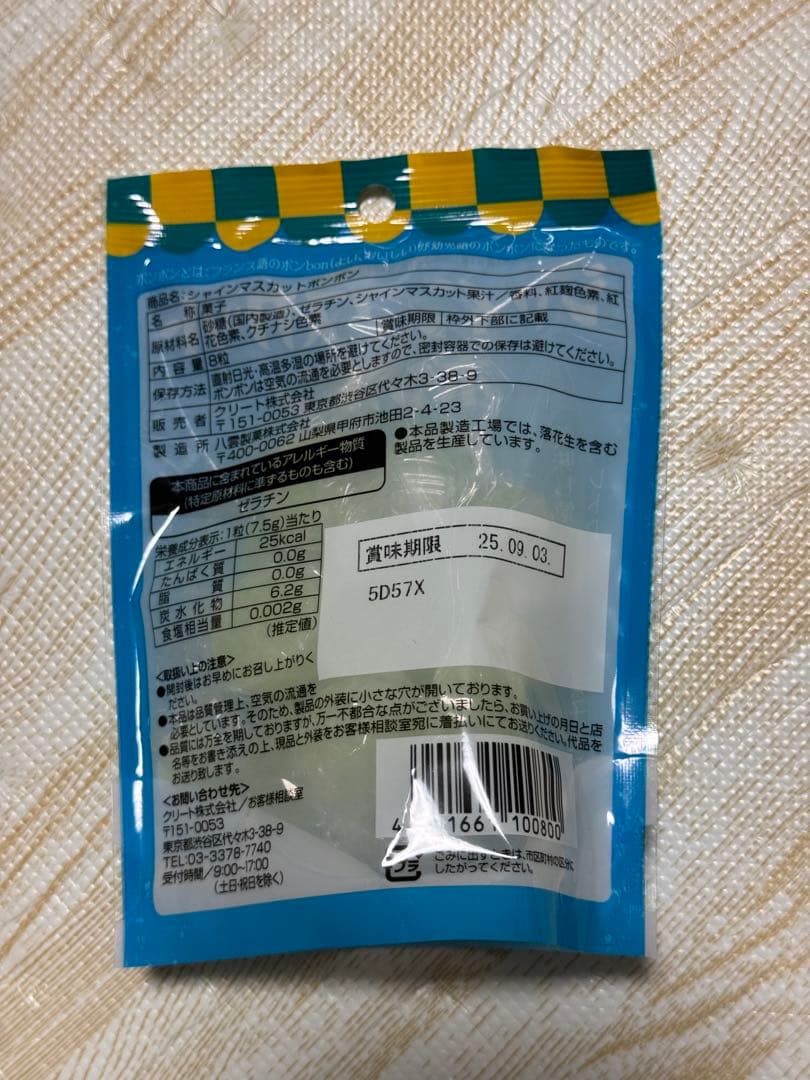 ボンボンとは：フランス語のボンbon(よい、おいしい)の幼児語のボンボンになったものです。
商品名：シャインマスカットボンボン
名称 菓子
原材料名 砂糖(国内製造)、ゼラチン、シャインマスカット果汁／香料、紅麹色素、紅
花色素、クチナシ色素
内容量 8粒 賞味期限 枠外下部に記載
保存方法 直射日光・高温多湿の場所を避けてください。
ボンボンは空気の流通を必要としますので、密封容器での保存は避けてください。
販売者 クリート株式会社
〒151-0053 東京都渋谷区代々木3-38-9
製造所 八雲製菓株式会社
〒400-0062 山梨県甲府市池田2-4-23
本商品に含まれているアレルギー物質
(特定原材料に準ずるものも含む)
ゼラチン
●本品製造工場では、落花生を含む
製品を生産しています。
栄養成分表示：1粒(7.5g)当たり
エネルギー 25kcal
たんぱく質 0.0g
脂質 0.0g
炭水化物 6.2g
食塩相当量 0.002g
(推定値)
賞味期限 25.09.03.
5D57X
<取扱い上の注意>
●開封後はお早めにお召し上がりく
ださい。
●本品は品質管理上、空気の流通を
必要としています。そのため、製品の外装に小さな穴が開いております。
●品質には万全を期しておりますが、万一不都合な点がございましたら、お買い上げの月日と店
名等をお書き添えの上、現品と外装をお客様相談室宛に着払いにてお送りください。代品を
お送り致します。
<お問い合わせ先>
クリート株式会社／お客様相談室
〒151-0053
東京都渋谷区代々木3-38-9
TEL:03-3378-7740
受付時間／9:00～17:00
(土日・祝日を除く)
4 166 100800
プラ
ごみに出すときは、市区町村の区分に
したがってください。